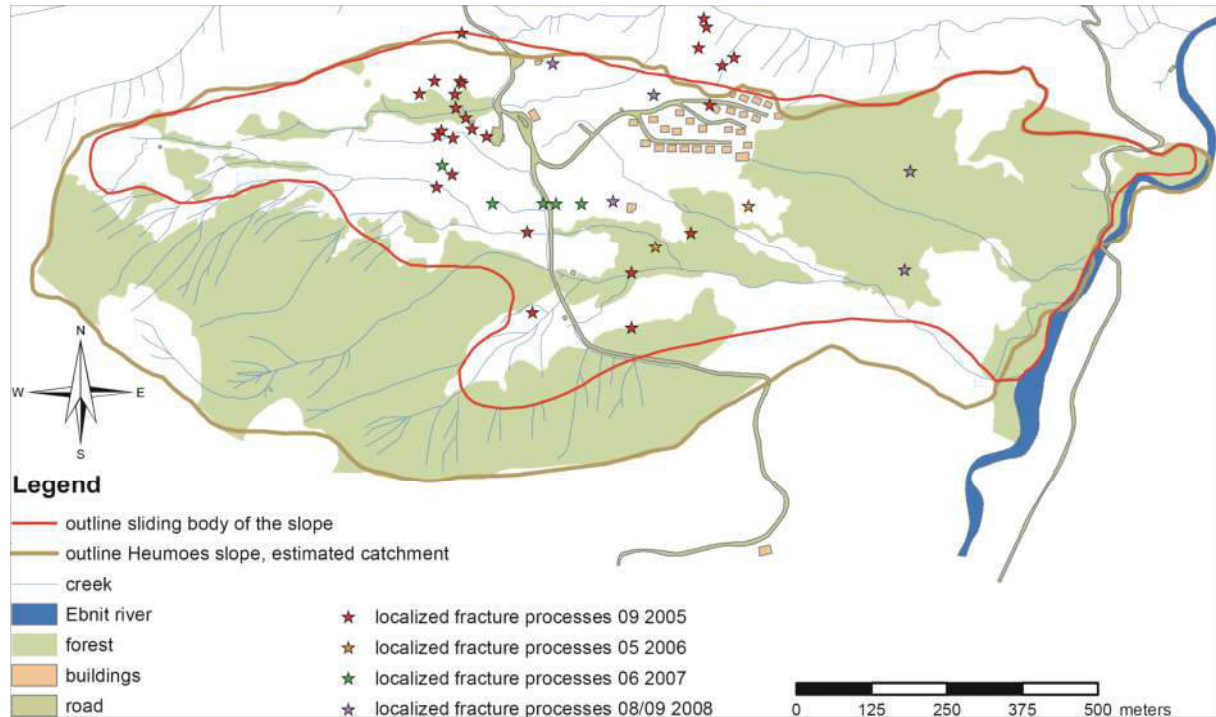 N
W E
S
Legend
outline sliding body of the slope
outline Heumoes slope, estimated catchment
creek
Ebnit river
forest
buildings
road
localized fracture processes 09 2005
localized fracture processes 05 2006
localized fracture processes 06 2007
localized fracture processes 08/09 2008
0 125 250 375 500 meters